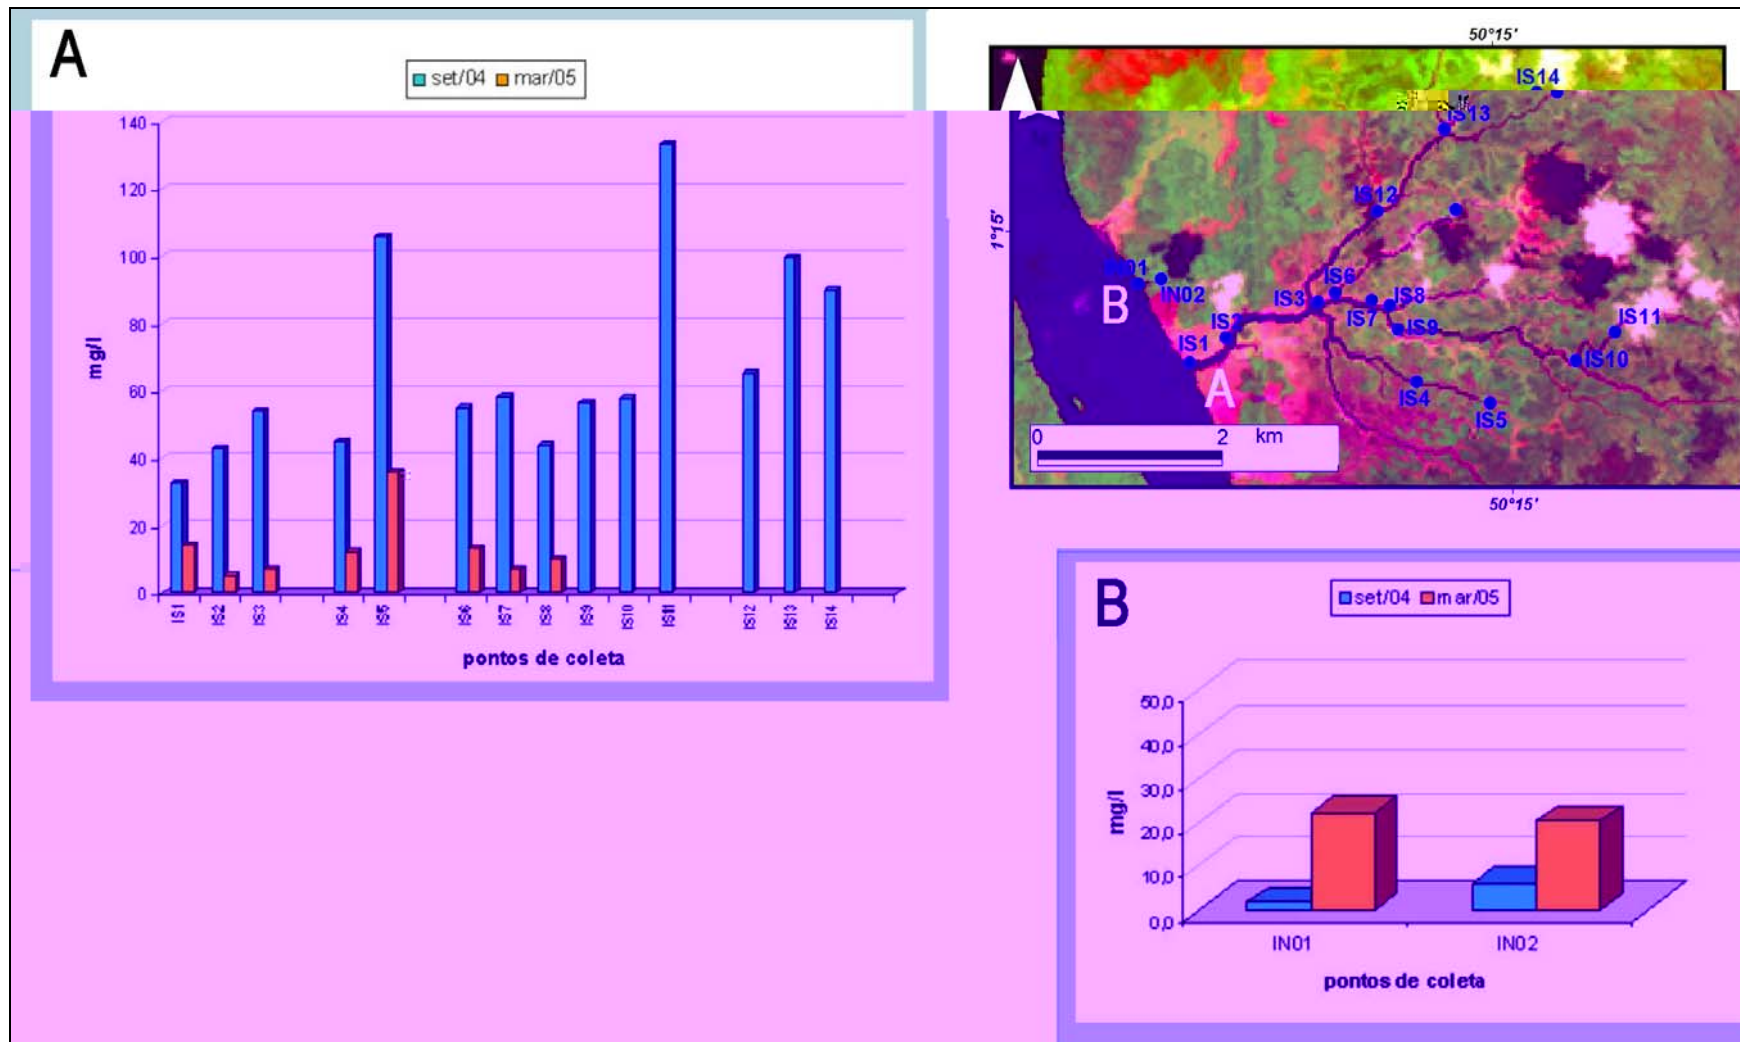 A
set/04 mar/05
140
120
100
80
60
40
20
0
mg/l
IS1 IS2 IS3 IS4 IS5 IS6 IS7 IS8 IS9 IS10 IS11 IS12 IS13 IS14
pontos de coleta
50°15'
1°15'
IS14
IS13
IS12
IN01
IN02
B
IS6
IS3
IS8
IS7
IS9
IS11
IS10
IS1
A
IS4
IS5
0 2 km
50°15'
B
set/04 mar/05
50,0
40,0
30,0
20,0
10,0
0,0
mg/l
IN01 IN02
pontos de coleta